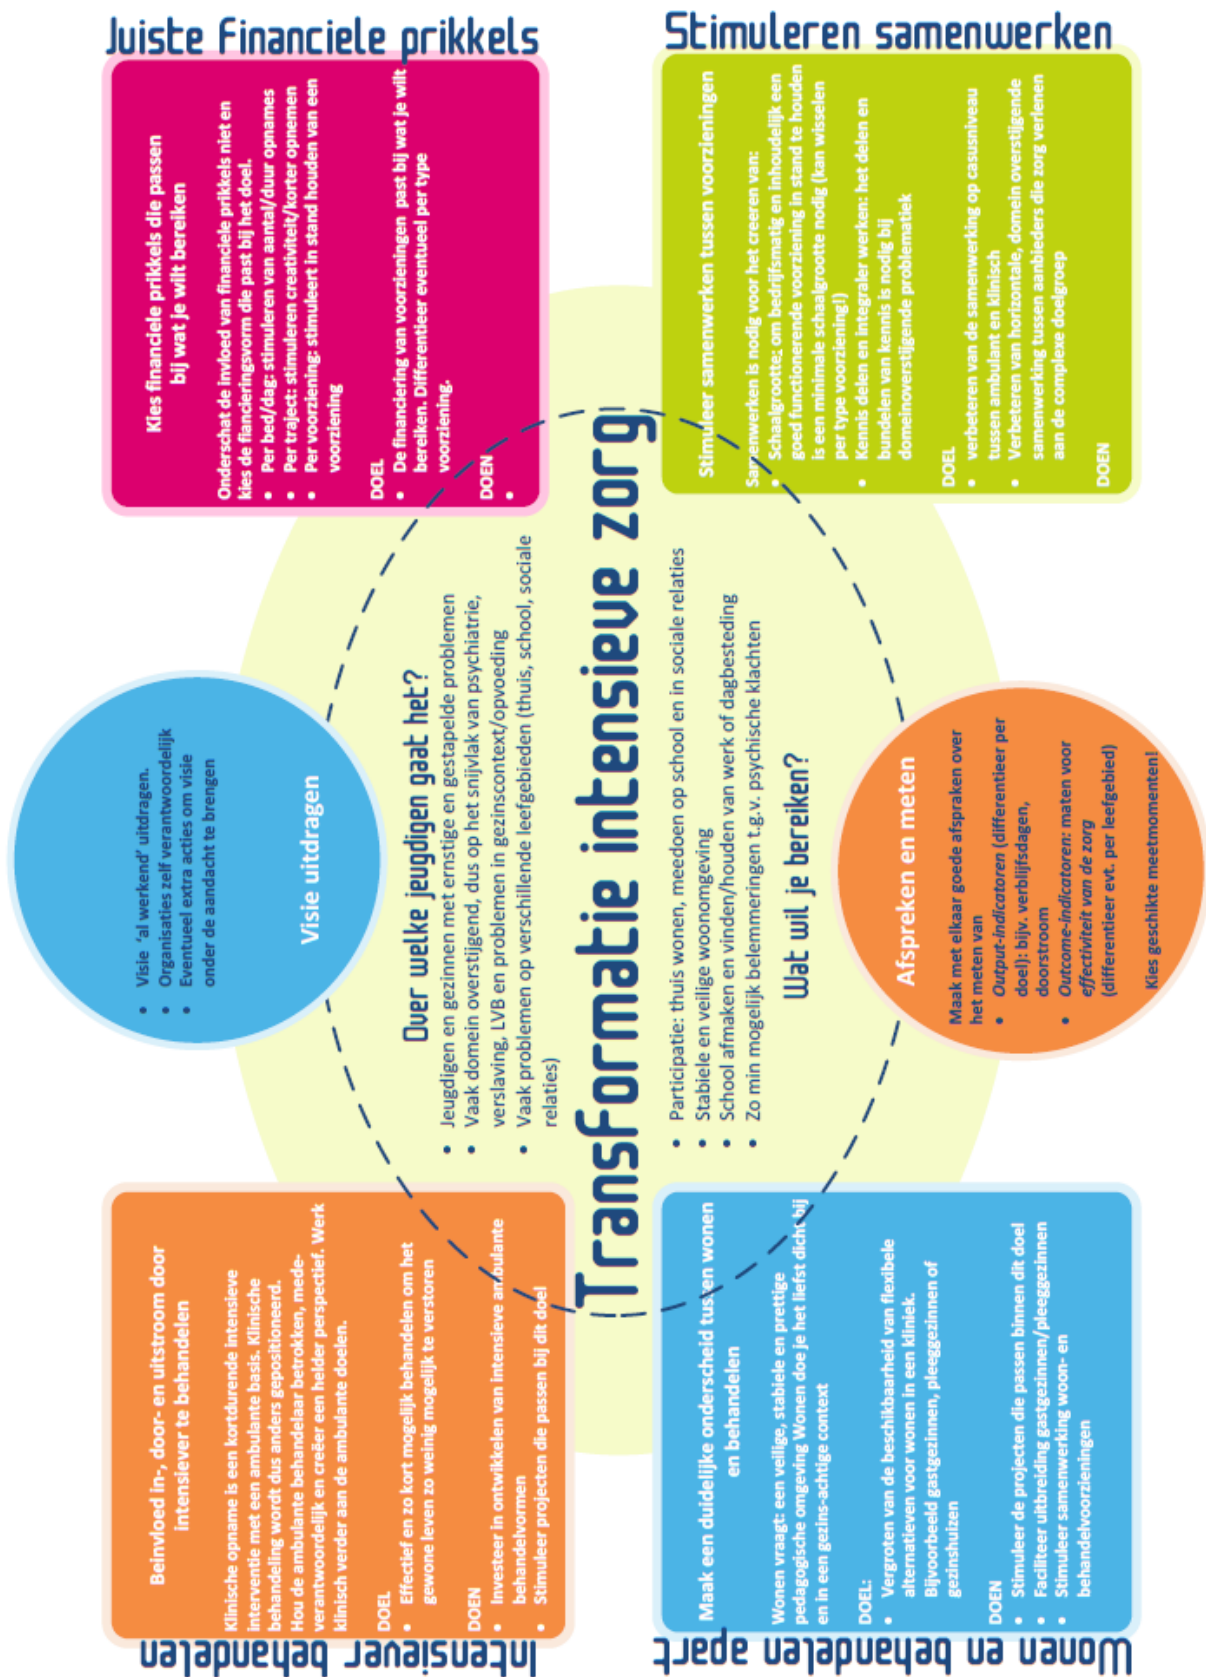 Intensiever behandelen
Beinvloed in-, door- en uitstroom door
intensiever te behandelen
Klinische opname is een kortdurende intensieve
interventie met een ambulante basis. Klinische
behandeling wordt dus anders gepositioneerd.
Hou de ambulante behandelaar betrokken, mede-
verantwoordelijk en creëer een helder perspectief. Werk
klinisch verder aan de ambulante doelen.
DOEL
• Effectief en zo kort mogelijk behandelen om het
gewone leven zo weinig mogelijk te verstoren
DOEN
• Investeer in ontwikkelen van intensieve ambulante
behandelvormen
• Stimuleer projecten die passen bij dit doel
• Visie ‘al werkend’ uitdragen.
• Organisaties zelf verantwoordelijk
• Eventueel extra acties om visie
onder de aandacht te brengen
Visie uitdragen
Juiste financiele prikkels
Kies financiele prikkels die passen
bij wat je wilt bereiken
Onderschat de invloed van financiele prikkels niet en
kies de fiancieringsvorm die past bij het doel.
• Per bed/dag: stimuleren van aantal/duur opnames
• Per traject: stimuleren creativiteit/korter opnemen
• Per voorziening: stimuleert in stand houden van een
voorziening
DOEL
• De financiering van voorzieningen past bij wat je wilt
bereiken. Differentieer eventueel per type
voorziening.
DOEN
•
Over welke jeugdigen gaat het?
• Jeugdigen en gezinnen met ernstige en gestapelde problemen
• Vaak domein overstijgend, dus op het snijvlak van psychiatrie,
verslaving, LVB en problemen in gezinscontext/opvoeding
• Vaak problemen op verschillende leefgebieden (thuis, school, sociale
relaties)
Transformatie intensieve zorg
• Participatie: thuis wonen, meedoen op school en in sociale relaties
• Stabiele en veilige woonomgeving
• School afmaken en vinden/houden van werk of dagbesteding
• Zo min mogelijk belemmeringen t.g.v. psychische klachten
Wat wil je bereiken?
Maak een duidelijke onderscheid tussen wonen
en behandelen
Wonen vraagt: een veilige, stabiele en prettige
pedagogische omgeving Wonen doe je het liefst dicht bij
en in een gezins-achtige context
DOEL:
• Vergroten van de beschikbaarheid van flexibele
alternatieven voor wonen in een kliniek.
Bijvoorbeeld gastgezinnen, pleeggezinnen of
gezinshuizen
DOEN
• Stimuleer de projecten die passen binnen dit doel
• Faciliteer uitbreiding gastgezinnen/pleeggezinnen
• Stimuleer samenwerking woon- en
behandelvoorzieningen
Wonen en behandelen apart
Afspreken en meten
Maak met elkaar goede afspraken over
het meten van
• Output-indicatoren (differentieer per
doel): bijv. verblijfsdagen,
doorstroom
• Outcome-indicatoren: maten voor
effectiviteit van de zorg
(differentieer evt. per leefgebied)
Kies geschikte meetmomenten!
Stimuleren samenwerken
Stimuleer samenwerken tussen voorzieningen
Samenwerken is nodig voor het creeren van:
• Schaalgrootte: om bedrijfsmatig en inhoudelijk een
goed functionerende voorziening in stand te houden
is een minimale schaalgrootte nodig (kan wisselen
per type voorziening!)
• Kennis delen en integraler werken: het delen en
bundelen van kennis is nodig bij
domeinoverstijgende problematiek
DOEL
• verbeteren van de samenwerking op casusniveau
tussen ambulant en klinisch
• Verbeteren van horizontale, domein overstijgende
samenwerking tussen aanbieders die zorg verlenen
aan de complexe doelgroep
DOEN